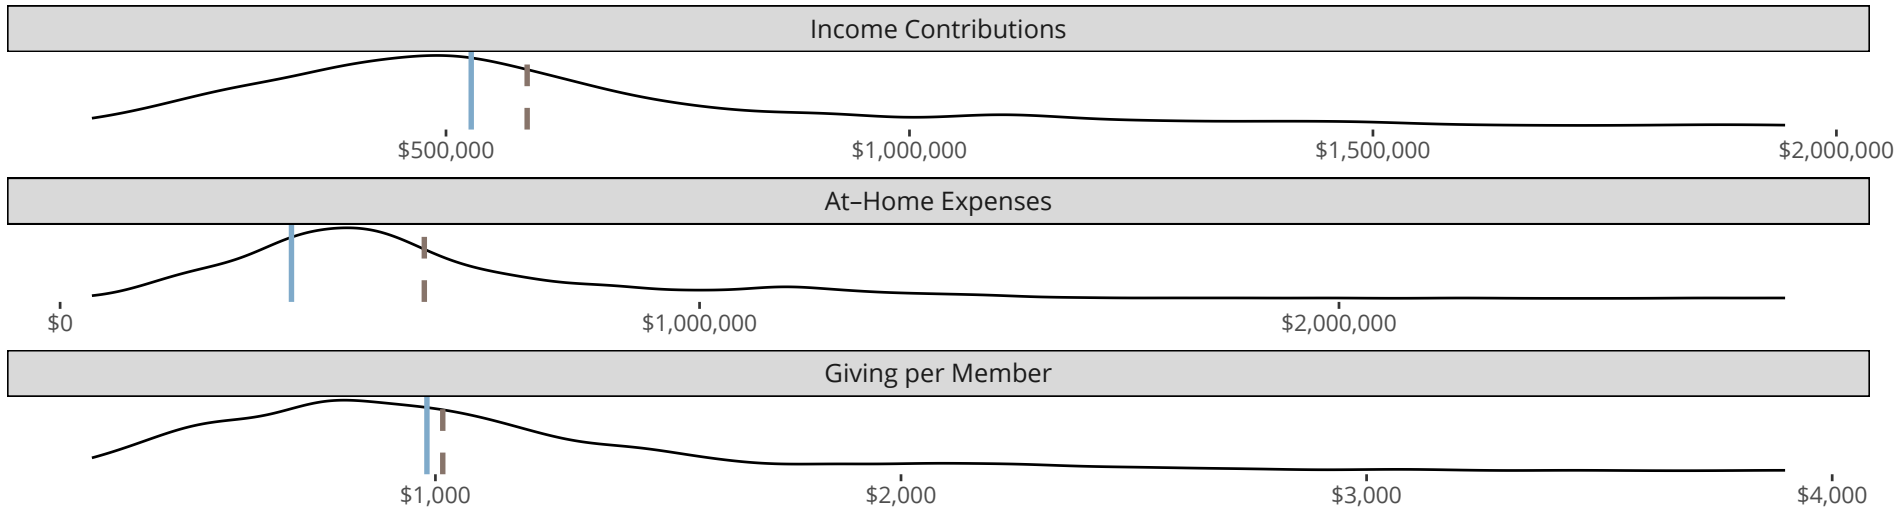 Income Contributions
$500,000 $1,000,000 $1,500,000 $2,000,000
At–Home Expenses
$0 $1,000,000 $2,000,000
Giving per Member
$1,000 $2,000 $3,000 $4,000